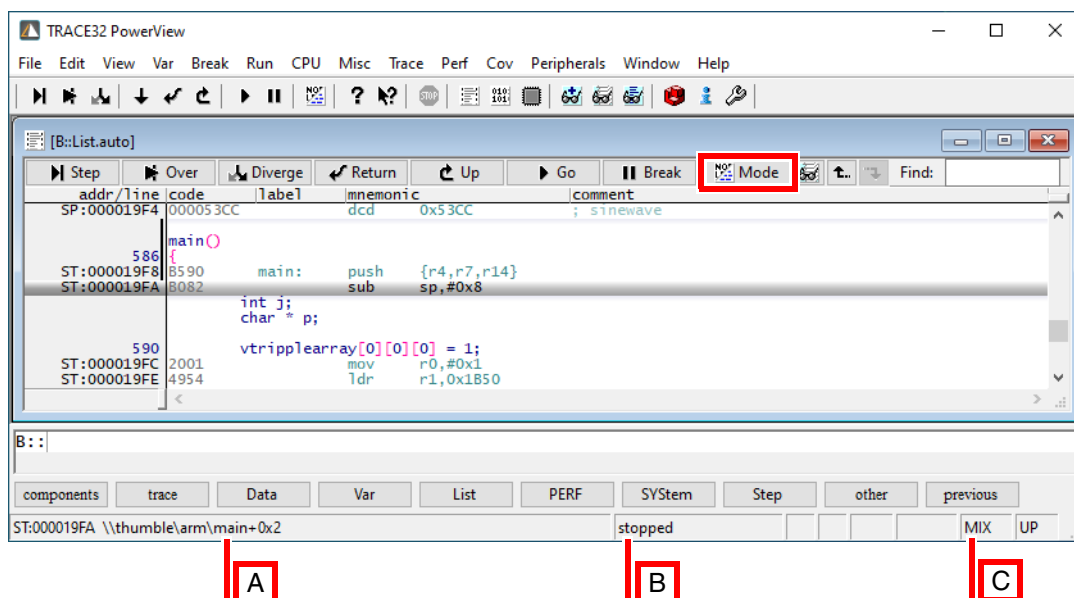 TRACE32 PowerView
File Edit View Var Break Run CPU Misc Trace Perf Cov Peripherals Window Help
[B::List.auto]
Step Over Diverge Return Up Go Break Mode t.. Find:
addr/line code label mnemonic comment
SP:000019F4 000053CC dcd 0x53CC ; sinewave
main()
586 {
ST:000019F8 B590 main: push {r4,r7,r14}
ST:000019FA B082 sub sp,#0x8
int j;
char * p;
590 vtripplearray[0][0][0] = 1;
ST:000019FC 2001 mov r0,#0x1
ST:000019FE 4954 ldr r1,0x1B50
B::
components trace Data Var List PERF SYStem Step other previous
ST:000019FA \\thumble\arm\main+0x2 stopped MIX UP
A B C